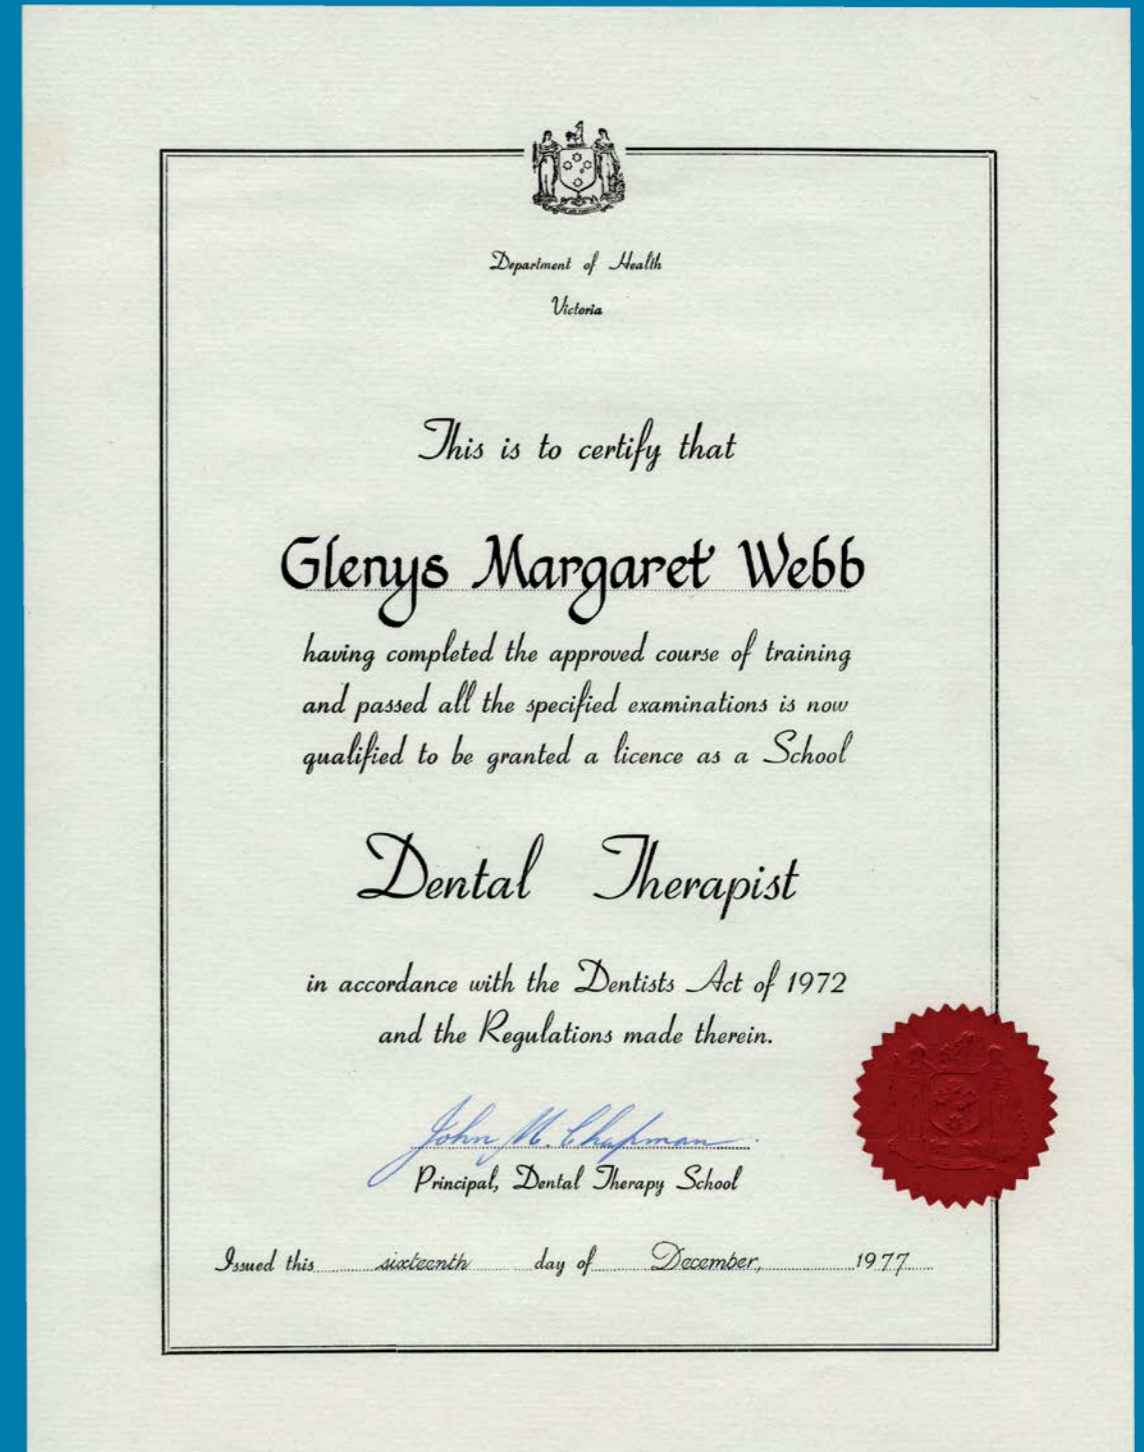 Department of Health
Victoria
This is to certify that
Glenys Margaret Webb
having completed the approved course of training
and passed all the specified examinations is now
qualified to be granted a licence as a School
Dental Therapist
in accordance with the Dentists Act of 1972
and the Regulations made therein.
John M. Chapman
Principal, Dental Therapy School
Issued this sixteenth day of December, 1977